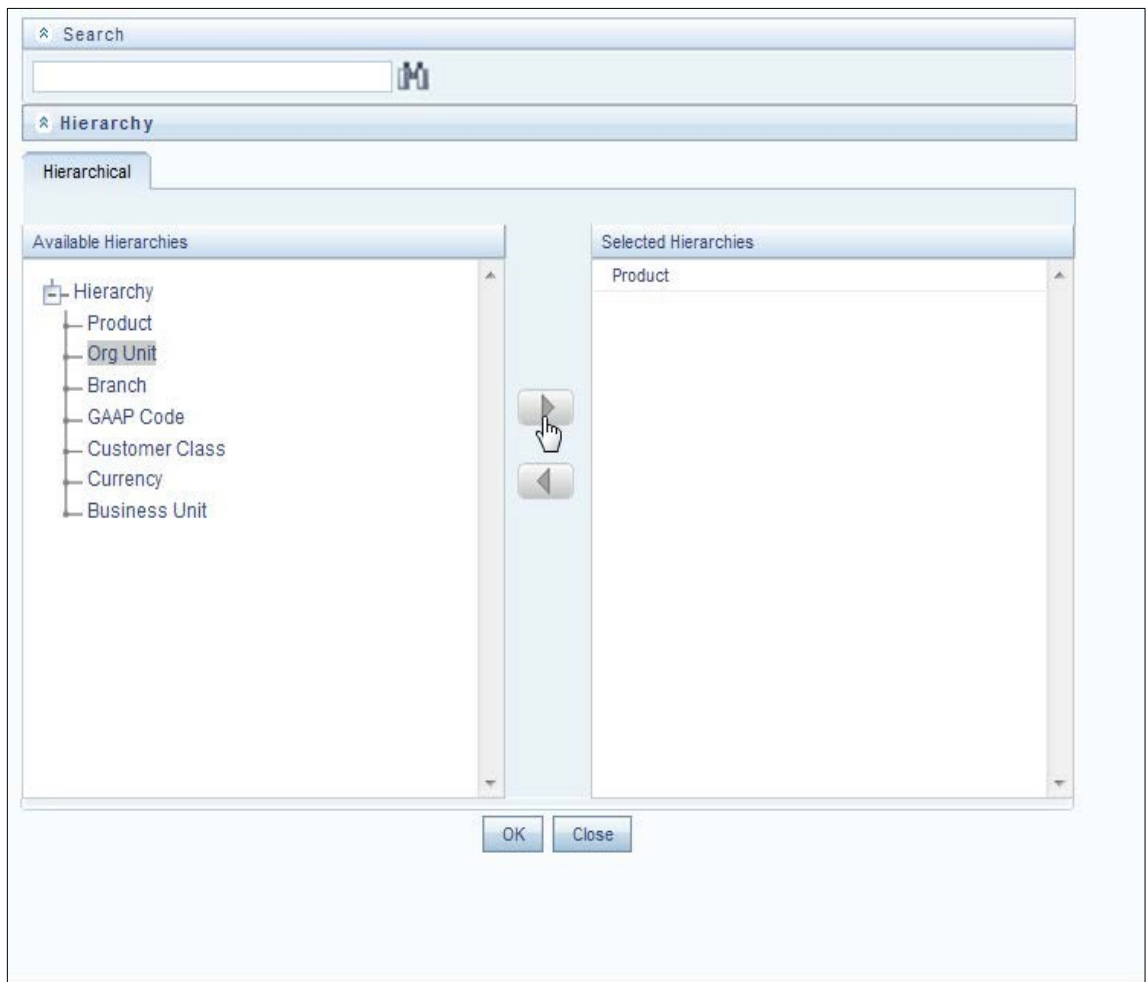 Search
Hierarchy
Hierarchical
Available Hierarchies
Selected Hierarchies
Hierarchy
Product
Org Unit
Branch
GAAP Code
Customer Class
Currency
Business Unit
Product
OK
Close